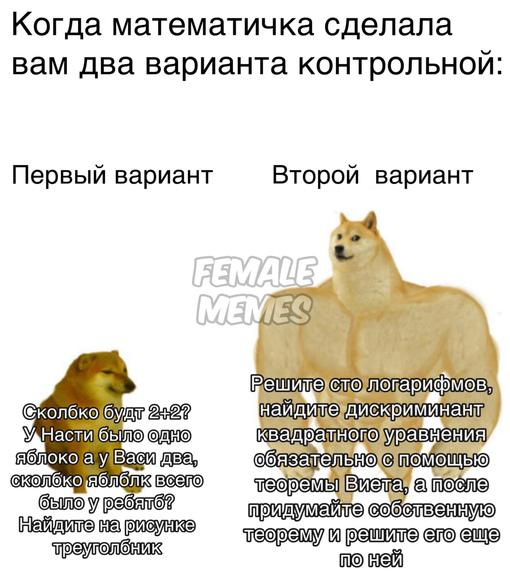 Когда математичка сделала
вам два варианта контрольной:
Первый вариант
Второй вариант
FEMALE
MEMES
Сколбко будт 2+2?
У Насти было одно
яблоко а у Васи два,
сколбко яблблк всего
было у ребятб?
Найдите на рисунке
треуголбник
Решите сто логарифмов,
найдите дискриминант
квадратного уравнения
обязательно с помощью
теоремы Виета, а после
придумайте собственную
теорему и решите его еще
по ней